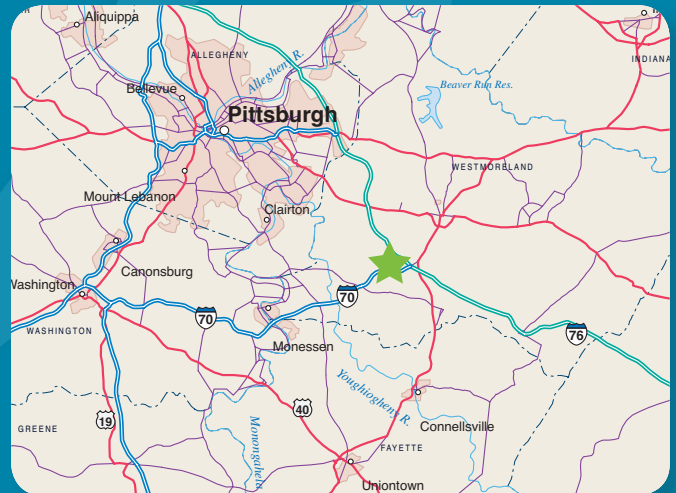 Aliquippa
ALLEGHENY
INDIANA
Allegheny R.
Bellevue
Beaver Run Res.
Pittsburgh
WESTMORELAND
Mount Lebanon
Clairton
Canonsburg
Washington
70
70
WASHINGTON
76
Monessen
Youghiogheny R.
40
19
Connellsville
Monongahela
GREENE
FAYETTE
Uniontown